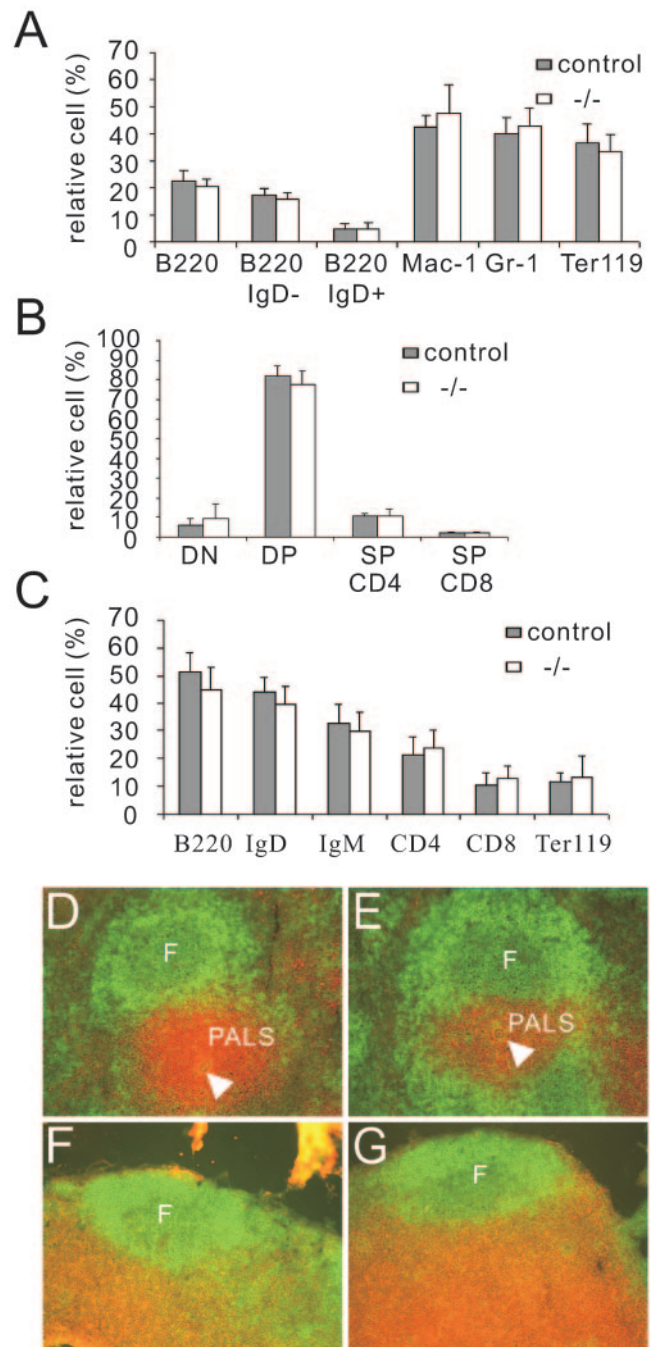 A
relative cell (%)
70
60
50
40
30
20
10
0
control
-/-
B220 B220 B220 Mac-1 Gr-1 Ter119
IgD- IgD+
B
relative cell (%)
100
90
80
70
60
50
40
30
20
10
0
control
-/-
DN DP SP SP
CD4 CD8
C
relative cell (%)
70
60
50
40
30
20
10
0
control
-/-
B220 IgD IgM CD4 CD8 Ter119
D
F
PALS
E
F
PALS
F
F
G
F